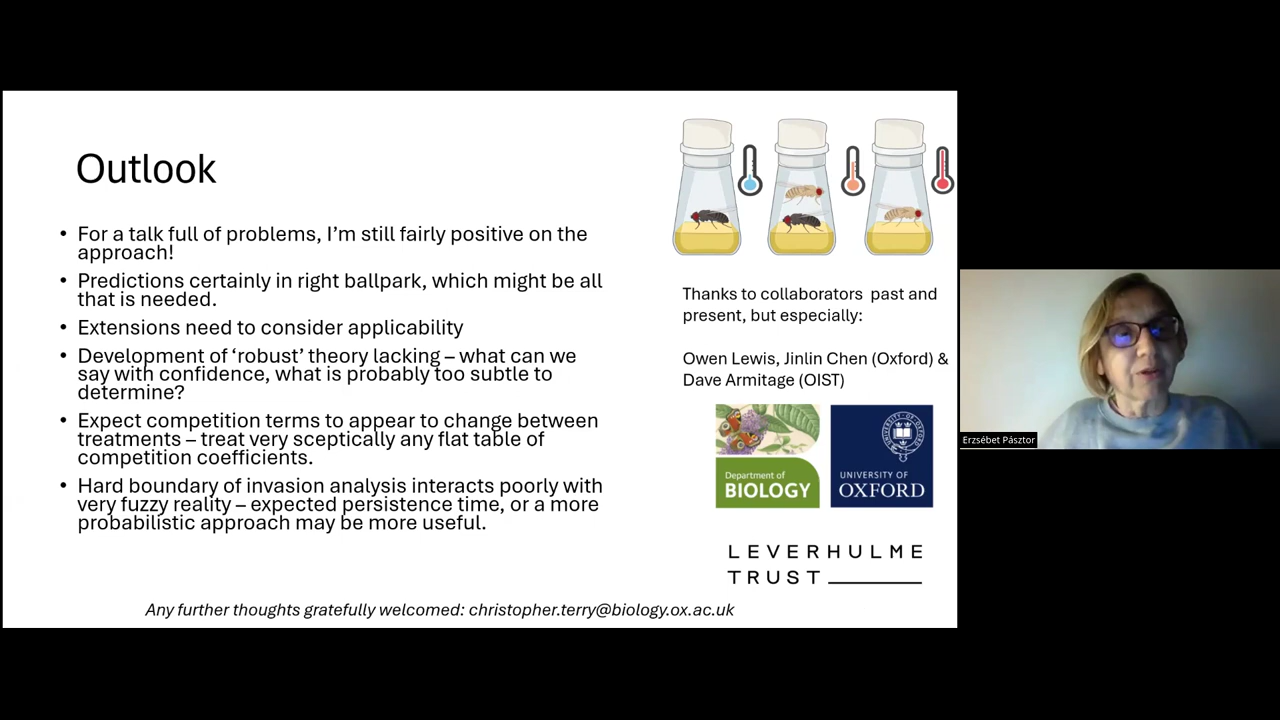 Outlook
• For a talk full of problems, I’m still fairly positive on the
approach!
• Predictions certainly in right ballpark, which might be all
that is needed.
• Extensions need to consider applicability
• Development of ‘robust’ theory lacking – what can we
say with confidence, what is probably too subtle to
determine?
• Expect competition terms to appear to change between
treatments – treat very sceptically any flat table of
competition coefficients.
• Hard boundary of invasion analysis interacts poorly with
very fuzzy reality – expected persistence time, or a more
probabilistic approach may be more useful.
Thanks to collaborators past and
present, but especially:
Owen Lewis, Jinlin Chen (Oxford) &
Dave Armitage (OIST)
Department of
BIOLOGY
UNIVERSITY OF
OXFORD
LEVERHULME
TRUST
Any further thoughts gratefully welcomed: christopher.terry@biology.ox.ac.uk
Erzsébet Pásztor